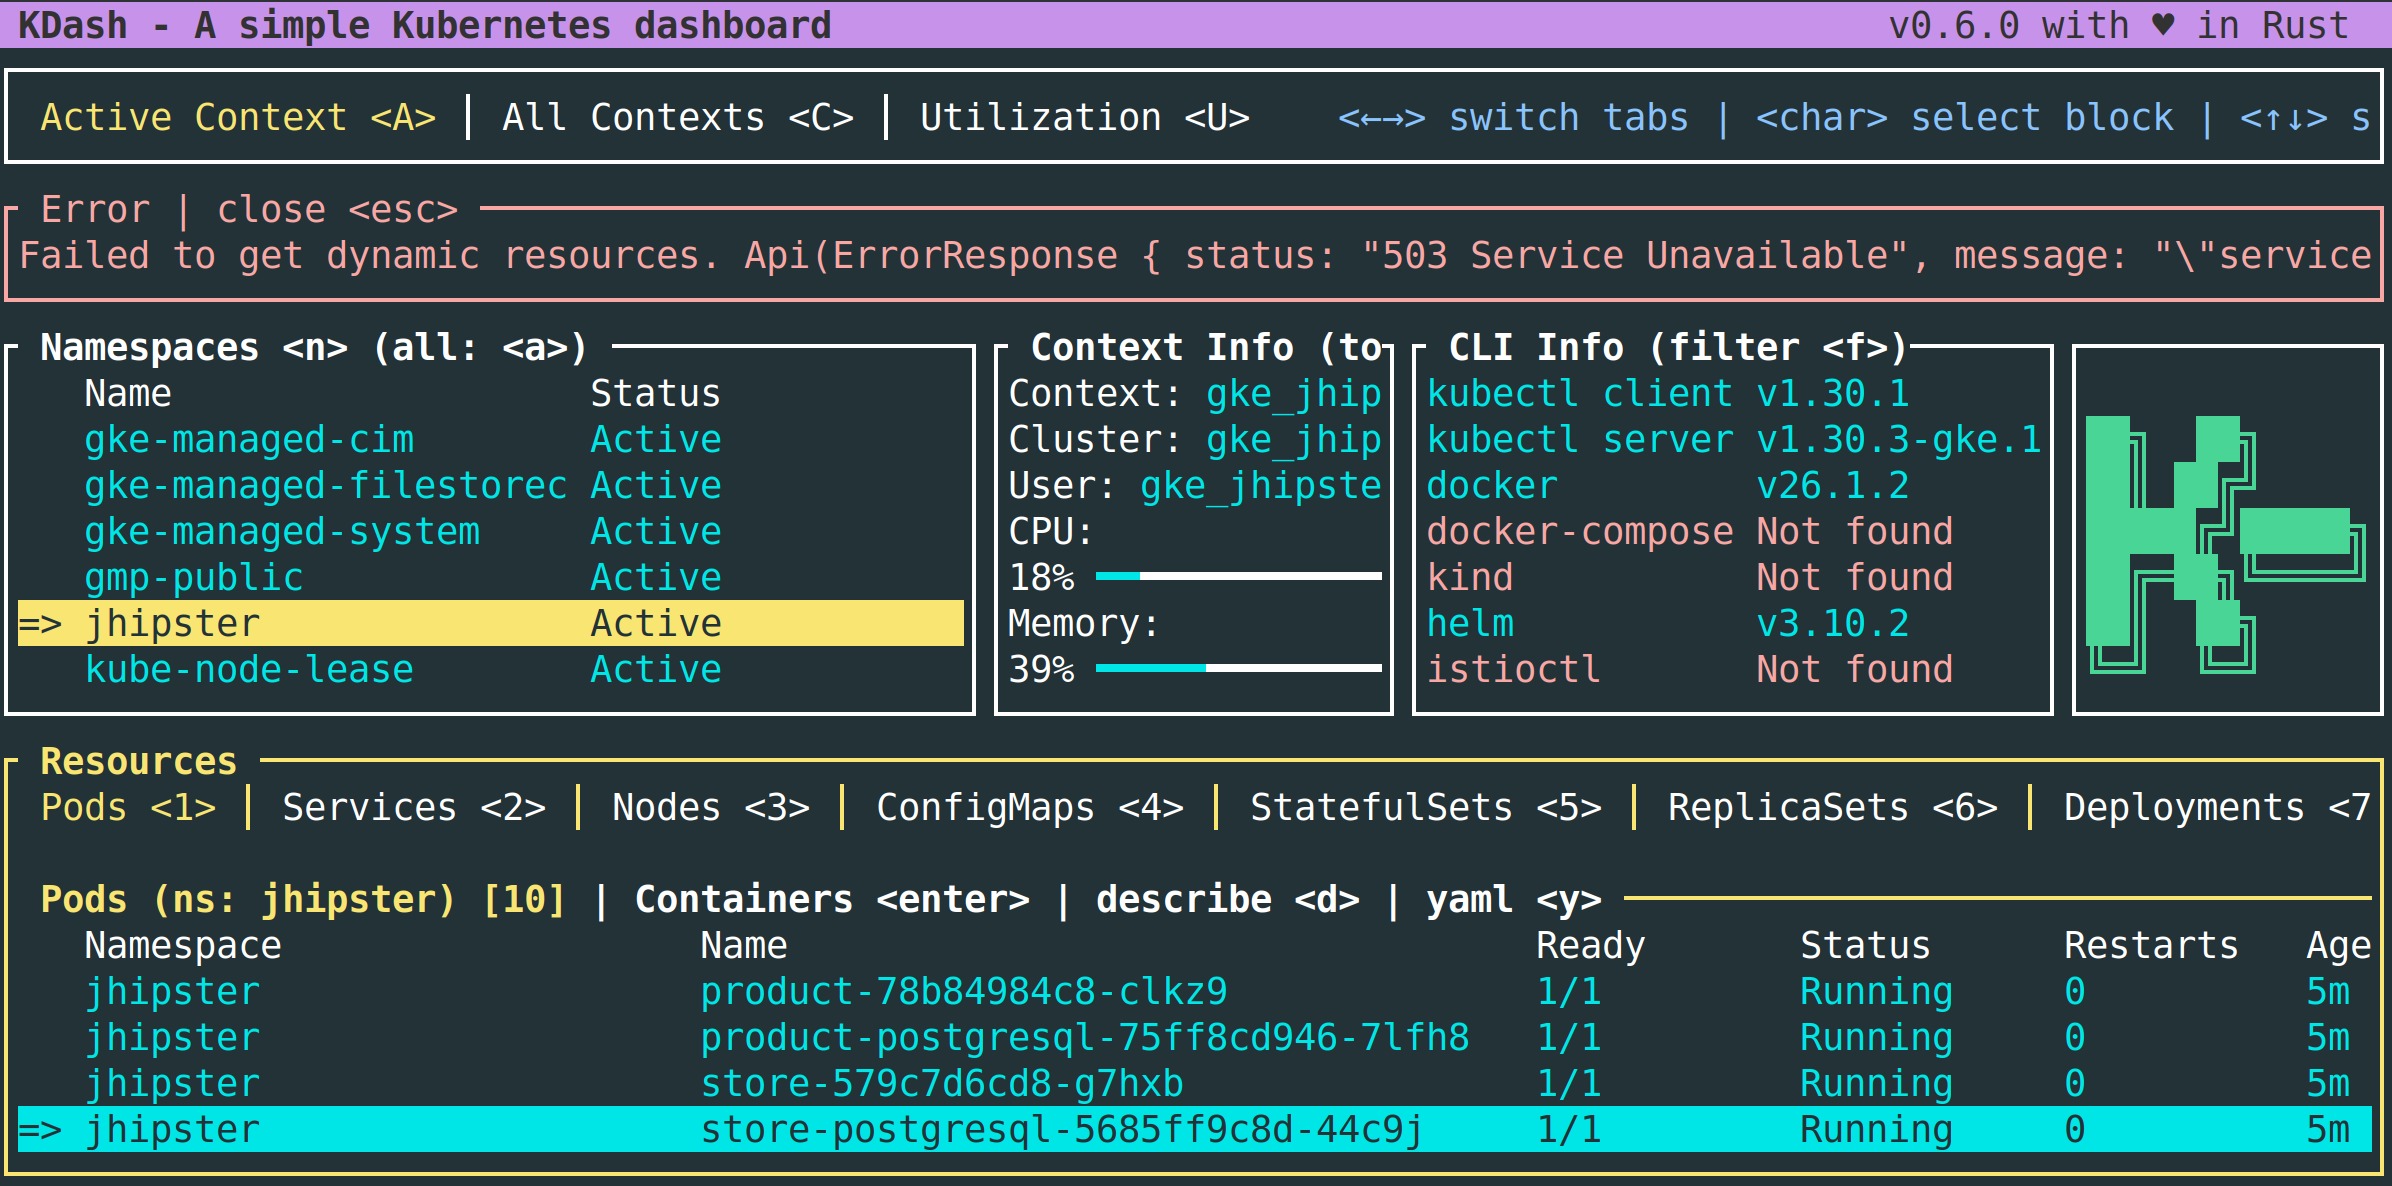 KDash - A simple Kubernetes dashboard v0.6.0 with ♥ in Rust
Active Context <A> │ All Contexts <C> │ Utilization <U> <←→> switch tabs | <char> select block | <↑↓> s
Error | close <esc>
Failed to get dynamic resources. Api(ErrorResponse { status: "503 Service Unavailable", message: "\"service
Namespaces <n> (all: <a>)
Name Status
gke-managed-cim Active
gke-managed-filestorec Active
gke-managed-system Active
gmp-public Active
=> jhipster Active
kube-node-lease Active
Context Info (to
Context: gke_jhip
Cluster: gke_jhip
User: gke_jhipste
CPU:
18%
Memory:
39%
CLI Info (filter <f>)
kubectl client v1.30.1
kubectl server v1.30.3-gke.1
docker v26.1.2
docker-compose Not found
kind Not found
helm v3.10.2
istioctl Not found
K-
Resources
Pods <1> │ Services <2> │ Nodes <3> │ ConfigMaps <4> │ StatefulSets <5> │ ReplicaSets <6> │ Deployments <7
Pods (ns: jhipster) [10] | Containers <enter> | describe <d> | yaml <y>
Namespace Name Ready Status Restarts Age
jhipster product-78b84984c8-clkz9 1/1 Running 0 5m
jhipster product-postgresql-75ff8cd946-7lfh8 1/1 Running 0 5m
jhipster store-579c7d6cd8-g7hxb 1/1 Running 0 5m
=> jhipster store-postgresql-5685ff9c8d-44c9j 1/1 Running 0 5m